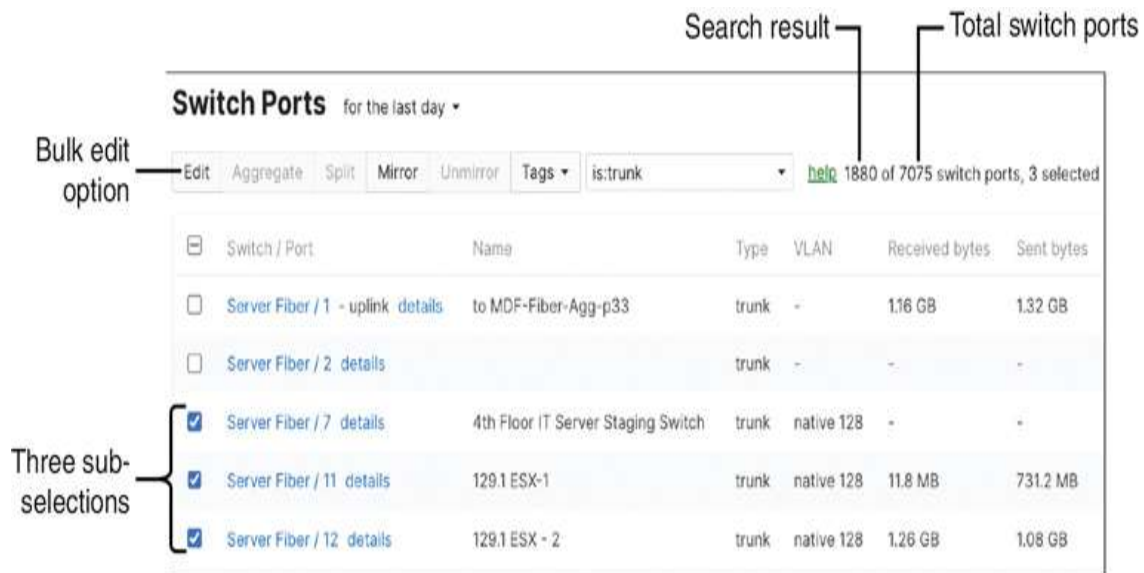 Search result
Total switch ports
Switch Ports for the last day
Bulk edit
option
Edit Aggregate Split Mirror Unmirror Tags is:trunk help 1880 of 7075 switch ports, 3 selected
Switch / Port Name Type VLAN Received bytes Sent bytes
Server Fiber / 1 - uplink details to MDF-Fiber-Agg-p33 trunk - 1.16 GB 1.32 GB
Server Fiber / 2 details trunk - - -
Server Fiber / 7 details 4th Floor IT Server Staging Switch trunk native 128 - -
Three sub-
selections
Server Fiber / 11 details 129.1 ESX-1 trunk native 128 11.8 MB 731.2 MB
Server Fiber / 12 details 129.1 ESX - 2 trunk native 128 1.26 GB 1.08 GB